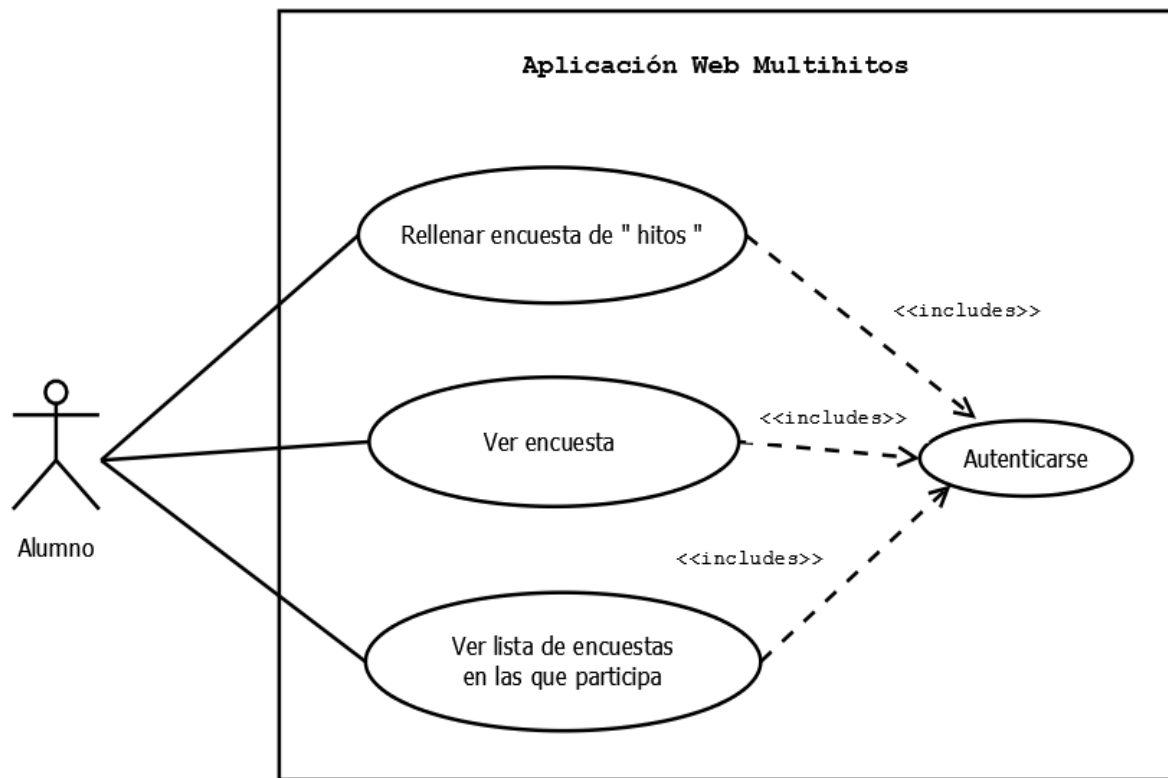 Aplicación Web Multihitos
Rellenar encuesta de " hitos "
<<includes>>
<<includes>>
Ver encuesta
Autenticarse
Alumno
<<includes>>
Ver lista de encuestas
en las que participa